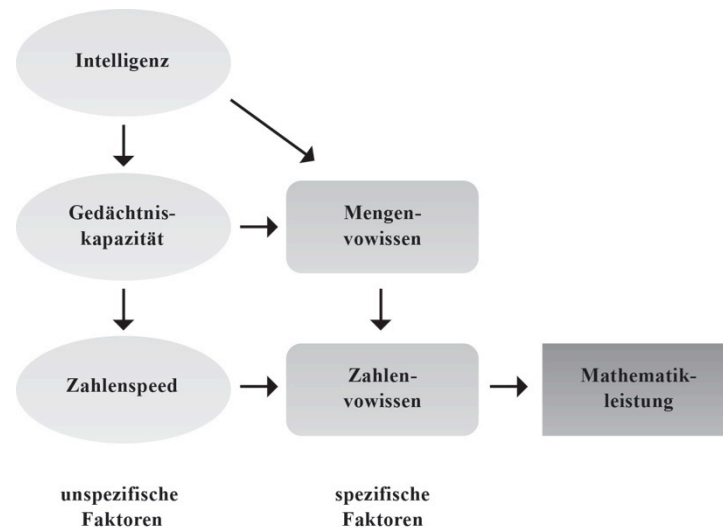 Intelligenz
Gedächtnis-
kapazität
Mengen-
vowissen
Zahlenspeed
Zahlen-
vowissen
Mathematik-
leistung
unspezifische
Faktoren
spezifische
Faktoren